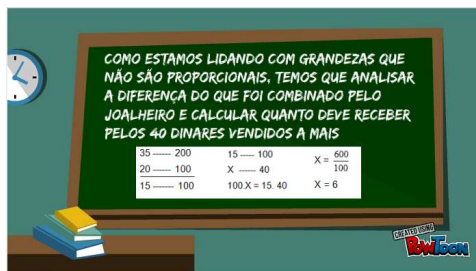 COMO ESTAMOS LIDANDO COM GRANDEZAS QUE
NÃO SÃO PROPORCIONAIS, TEMOS QUE ANALISAR
A DIFERENÇA DO QUE FOI COMBINADO PELO
JOALHEIRO E CALCULAR QUANTO DEVE RECEBER
PELOS 40 DINARES VENDIDOS A MAIS
35 ------ 200 15 ----- 100 X = 600/100
20 ------- 100 X ----- 40
15 -------- 100 100.X = 15. 40 X = 6
CREATED USING
POWTOON